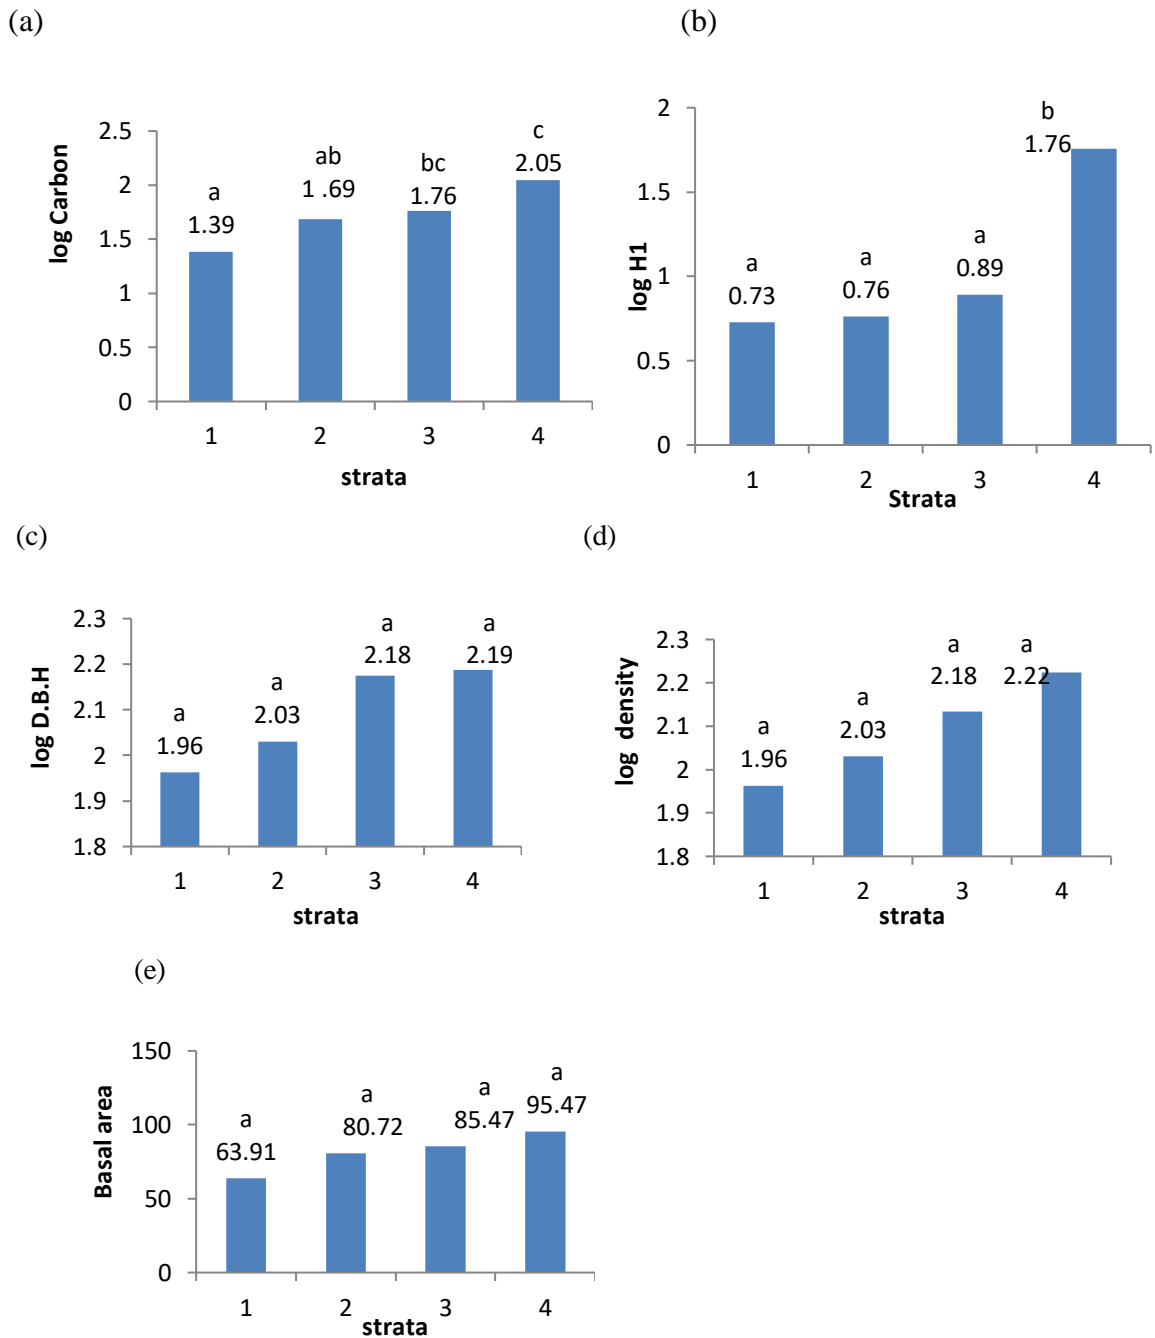 (a)
log Carbon
2.5
2
1.5
1
0.5
0
a
1.39
ab
1 .69
bc
1.76
c
2.05
1 2 3 4
strata
(b)
log H1
2
1.5
1
0.5
0
a
0.73
a
0.76
a
0.89
b
1.76
1 2 3 4
Strata
(c)
log D.B.H
2.3
2.2
2.1
2
1.9
1.8
a
1.96
a
2.03
a
2.18
a
2.19
1 2 3 4
strata
(d)
log density
2.3
2.2
2.1
2
1.9
1.8
a
1.96
a
2.03
a
2.18
a
2.22
1 2 3 4
strata
(e)
Basal area
150
100
50
0
a
63.91
a
80.72
a
85.47
a
95.47
1 2 3 4
strata